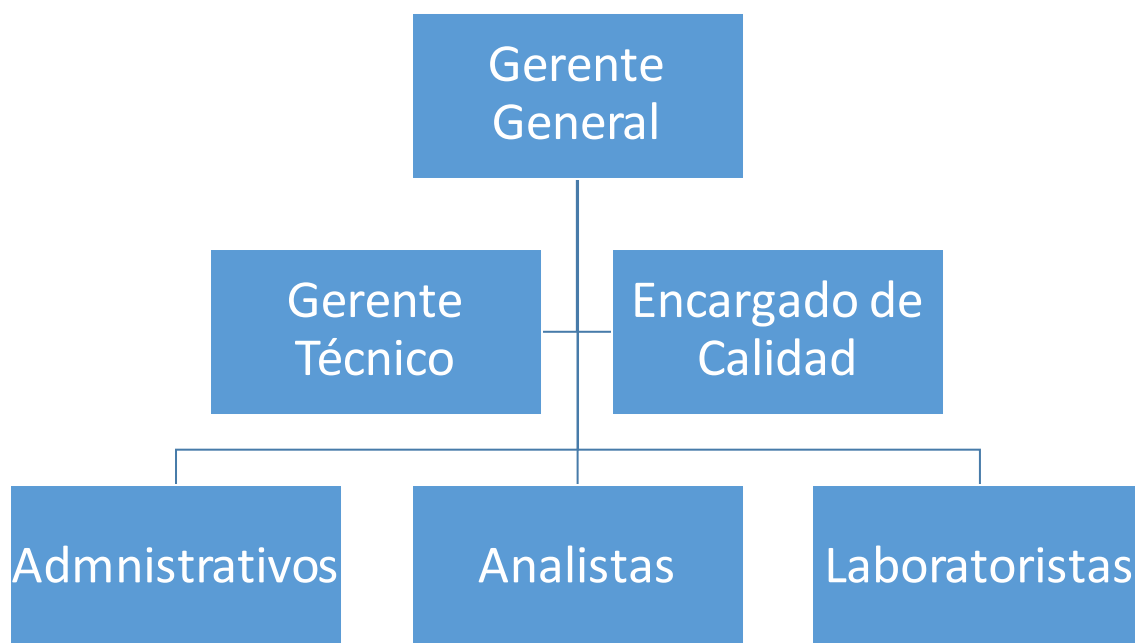 Gerente
General
Gerente
Técnico
Encargado de
Calidad
Admnistrativos
Analistas
Laboratoristas